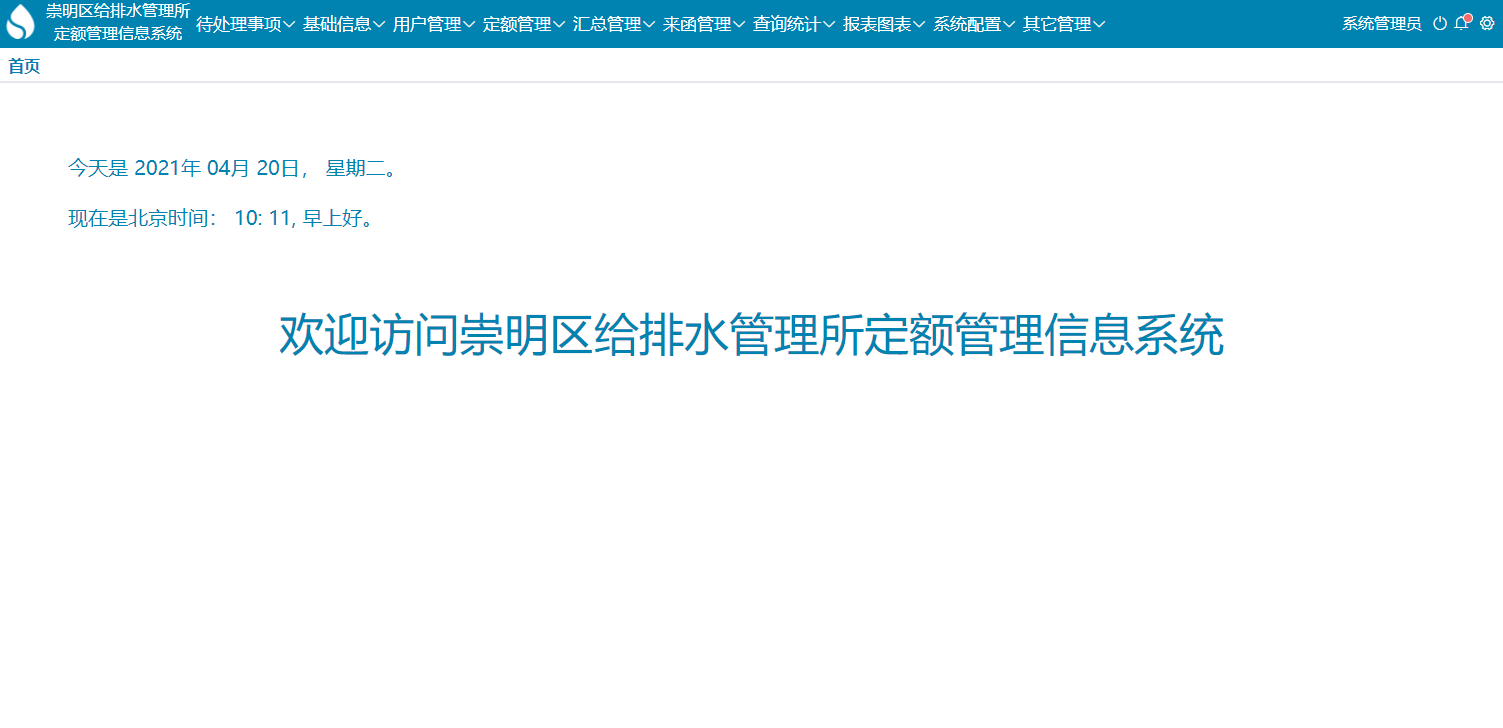 崇明区给排水管理所
定额管理信息系统
待处理事项 基础信息 用户管理 定额管理 汇总管理 来函管理 查询统计 报表图表 系统配置 其它管理 系统管理员
首页
今天是 2021年 04月 20日， 星期二。
现在是北京时间： 10: 11, 早上好。
欢迎访问崇明区给排水管理所定额管理信息系统